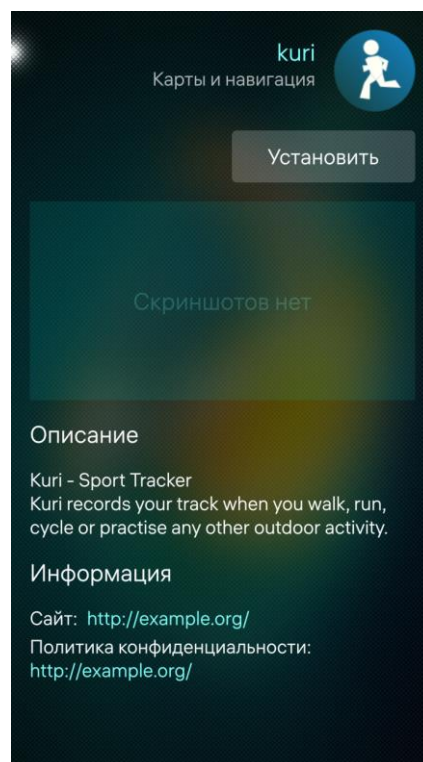 kuri
Карты и навигация
Установить
Скриншотов нет
Описание
Kuri - Sport Tracker
Kuri records your track when you walk, run,
cycle or practise any other outdoor activity.
Информация
Сайт: http://example.org/
Политика конфиденциальности:
http://example.org/